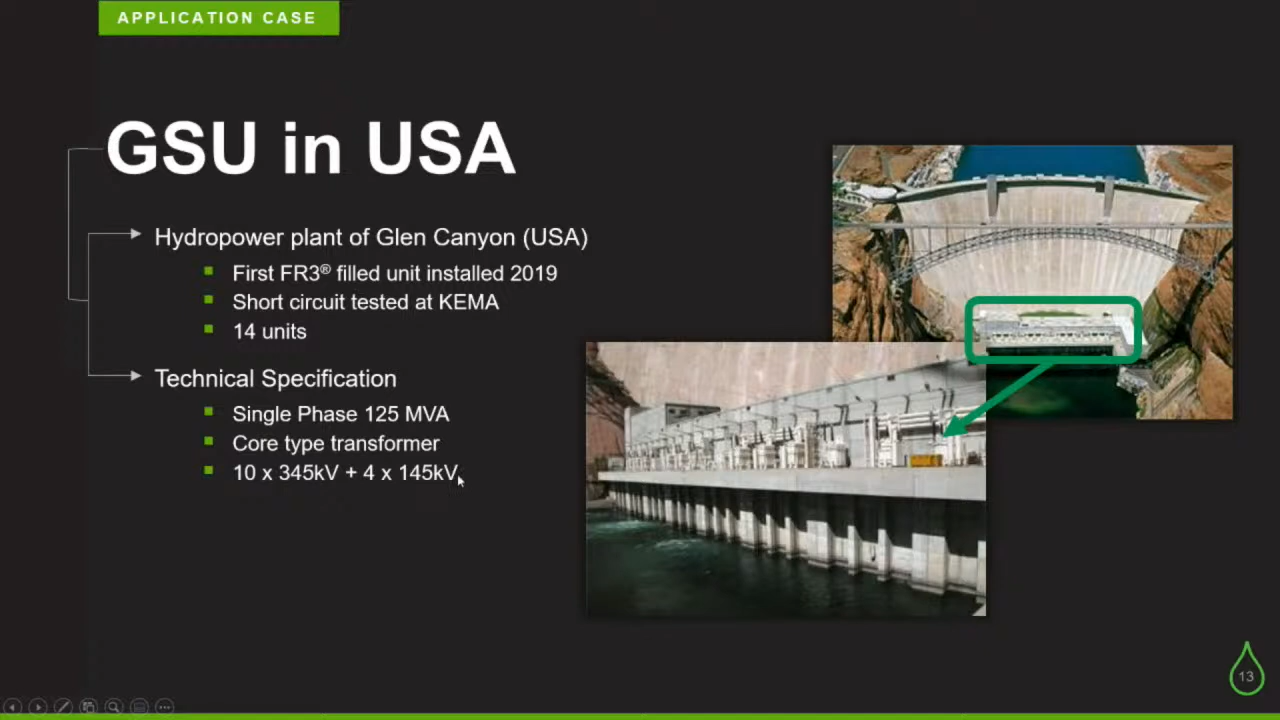 APPLICATION CASE
GSU in USA
Hydropower plant of Glen Canyon (USA)
First FR3® filled unit installed 2019
Short circuit tested at KEMA
14 units
Technical Specification
Single Phase 125 MVA
Core type transformer
10 x 345kV + 4 x 145kV
13